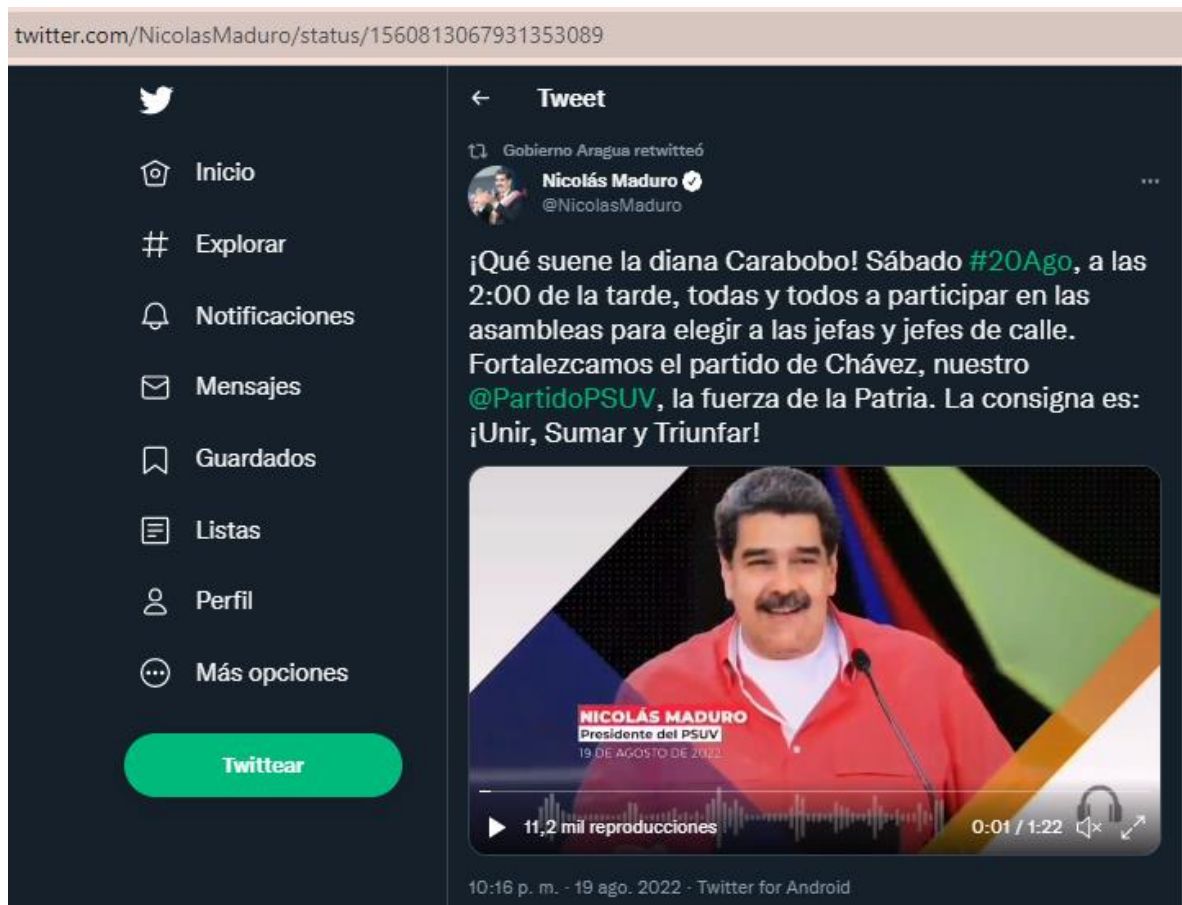 twitter.com/NicolasMaduro/status/1560813067931353089
Inicio
Explorar
Notificaciones
Mensajes
Guardados
Listas
Perfil
Más opciones
Twittear
Tweet
Gobierno Aragua retwitteó
Nicolás Maduro
@NicolasMaduro
¡Qué suene la diana Carabobo! Sábado #20Ago, a las
2:00 de la tarde, todas y todos a participar en las
asambleas para elegir a las jefas y jefes de calle.
Fortalezcamos el partido de Chávez, nuestro
@PartidoPSUV, la fuerza de la Patria. La consigna es:
¡Unir, Sumar y Triunfar!
NICOLÁS MADURO
Presidente del PSUV
19 DE AGOSTO DE 2022
11,2 mil reproducciones
0:01 / 1:22
10:16 p. m. · 19 ago. 2022 · Twitter for Android